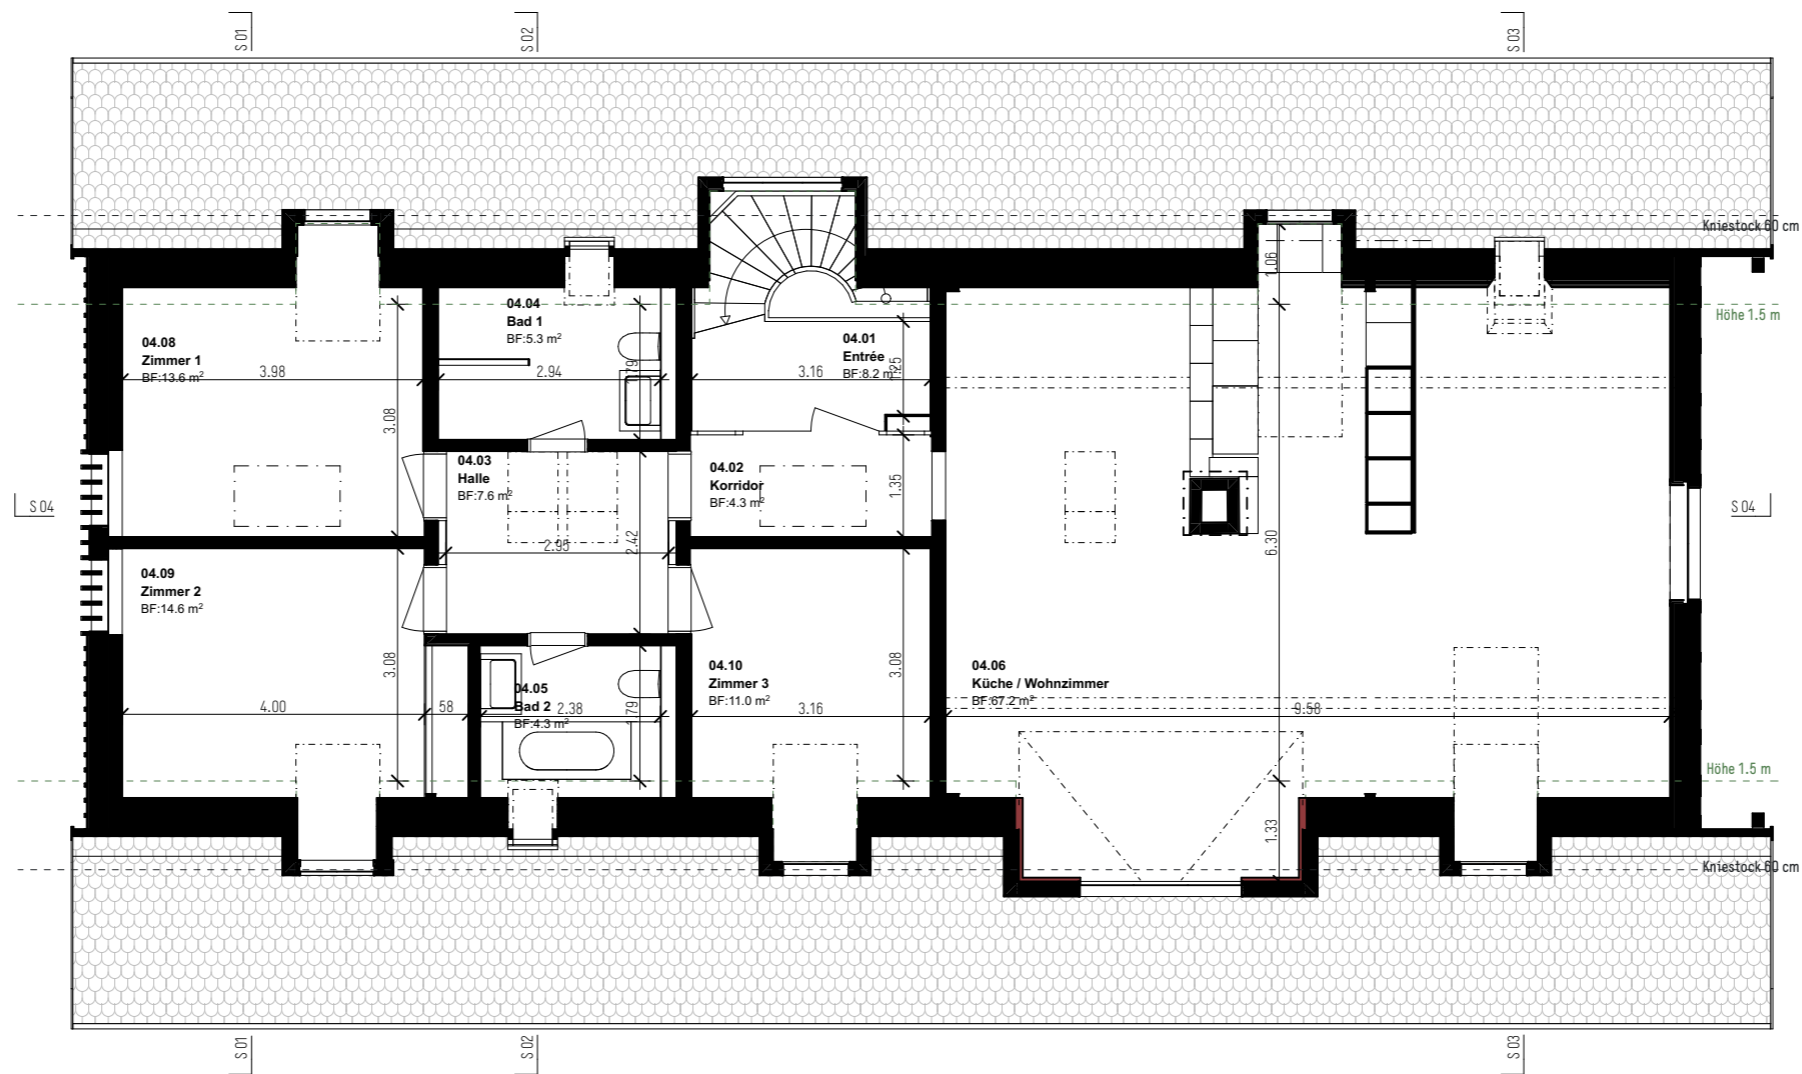 S 01
S 02
S 03
Kniestock 60 cm
Höhe 1.5 m
1.06
04.04
Bad 1
BF:5.3 m²
04.08
Zimmer 1
BF:13.6 m²
3.98
2.94
1.79
04.01
Entrée
BF:8.2 m²
3.16
1.25
3.08
04.03
Halle
BF:7.6 m²
04.02
Korridor
BF:4.3 m²
1.35
S 04
S 04
2.95
2.42
6.30
04.09
Zimmer 2
BF:14.6 m²
3.08
4.00
58
04.05
Bad 2
BF:4.3 m²
2.38
1.79
04.10
Zimmer 3
BF:11.0 m²
3.16
3.08
04.06
Küche / Wohnzimmer
BF:67.2 m²
9.58
Höhe 1.5 m
1.33
Kniestock 60 cm
S 01
S 02
S 03